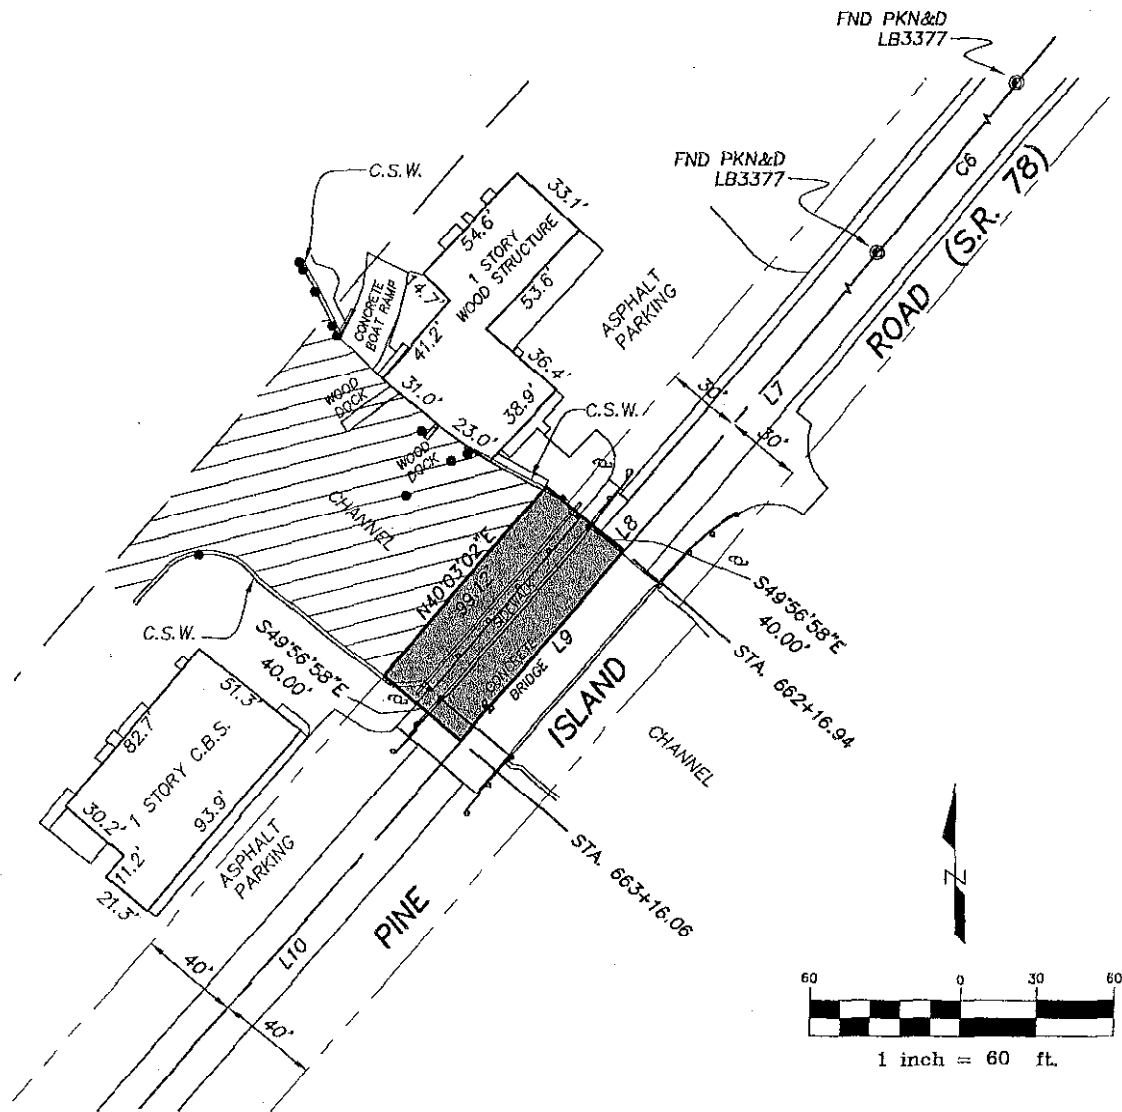 FND PKN&D
LB3377
FND PKN&D
LB3377
C6
ROAD (S.R. 78)
C.S.W.
33.1'
54.6'
1 STORY
WOOD STRUCTURE
53.6'
14.7'
CONCRETE
BOAT RAMP
41.2'
ASPHALT
PARKING
36.4'
31.0'
WOOD
DOCK
38.9'
23.0'
C.S.W.
30'
L7
30'
WOOD
DOCK
CHANNEL
L8
N40°03'02"E
99.12'
SIDEWALK
CONCRETE
BRIDGE
L9
S49°56'58"E
40.00'
STA. 662+16.94
C.S.W.
S49°56'58"E
40.00'
ISLAND
CHANNEL
51.3'
82.7'
1 STORY C.B.S.
93.9'
30.2'
11.2'
21.3'
ASPHALT
PARKING
STA. 663+16.06
PINE
L10
40'
40'
N
60
0
30
60
1 inch = 60 ft.